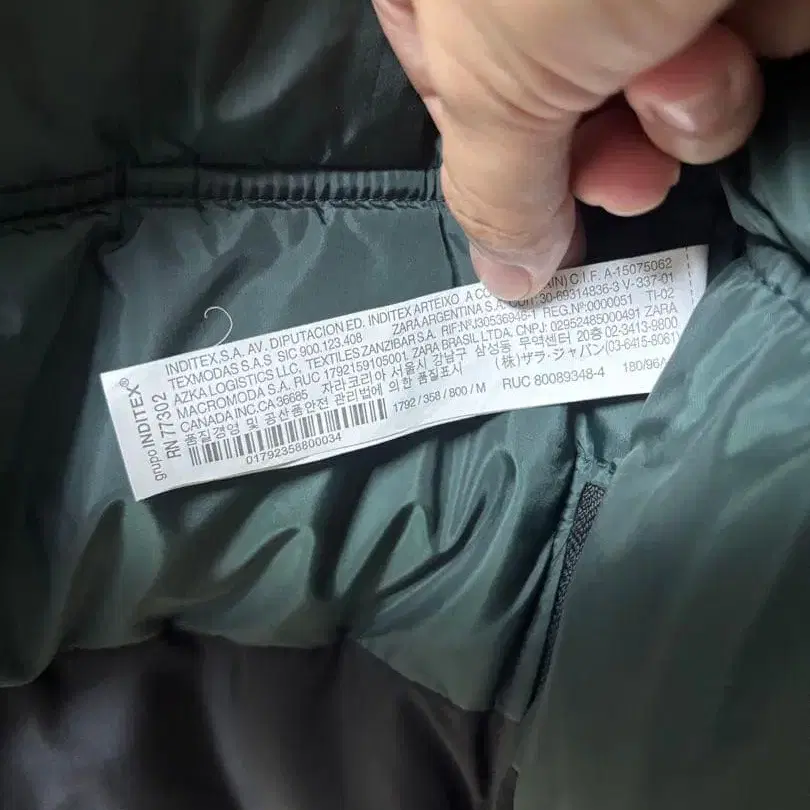 grupo INDITEX®
RN 77302
INDITEX,S.A. AV. DIPUTACION ED. INDITEX ARTEIXO A CO C.I.F. A-15075062
TEXMODAS S.A.S SIC 900.123.408 ZARA ARGENTINA S.A. 30-69314836-3 V-337-01
AZKA LOGISTICS LLC, TEXTILES ZANZIBAR S.A. RIF:NºJ30536946-1 REG.Nº:0000051 TI-02
MACROMODA S.A. RUC 1792159105001. ZARA BRASIL LTDA. CNPJ: 02952485000491 ZARA
CANADA INC.CA 36685 자라코리아 서울시 강남구 삼성동 무역센터 20층 02-3413-9800
품질경영 및 공산품안전 관리법에 의한 품질표시 (株)ザラ・ジャパン (03-6415-8061
1792 / 358 / 800 / M RUC 80089348-4 180/96A
01792358800034